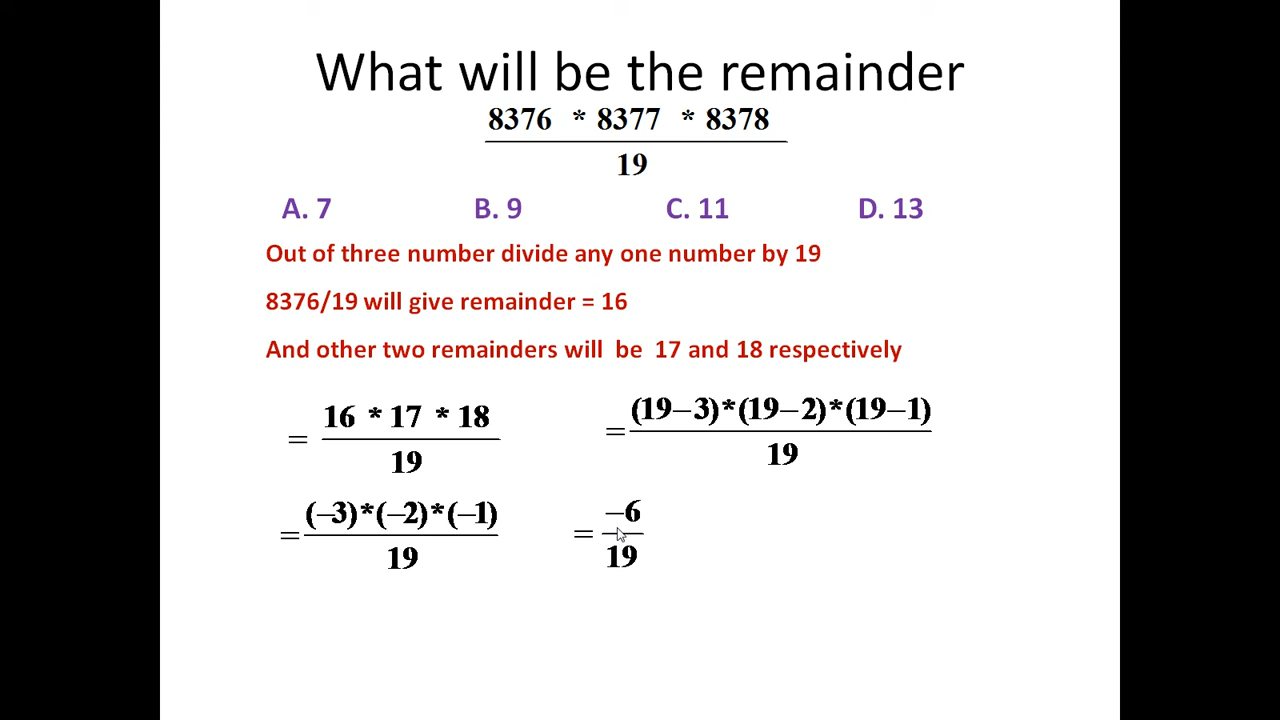 What will be the remainder
8376 * 8377 * 8378
19
A. 7 B. 9 C. 11 D. 13
Out of three number divide any one number by 19
8376/19 will give remainder = 16
And other two remainders will be 17 and 18 respectively
= 16 * 17 * 18
19
= (19−3)*(19−2)*(19−1)
19
= (−3)*(−2)*(−1)
19
= −6
19